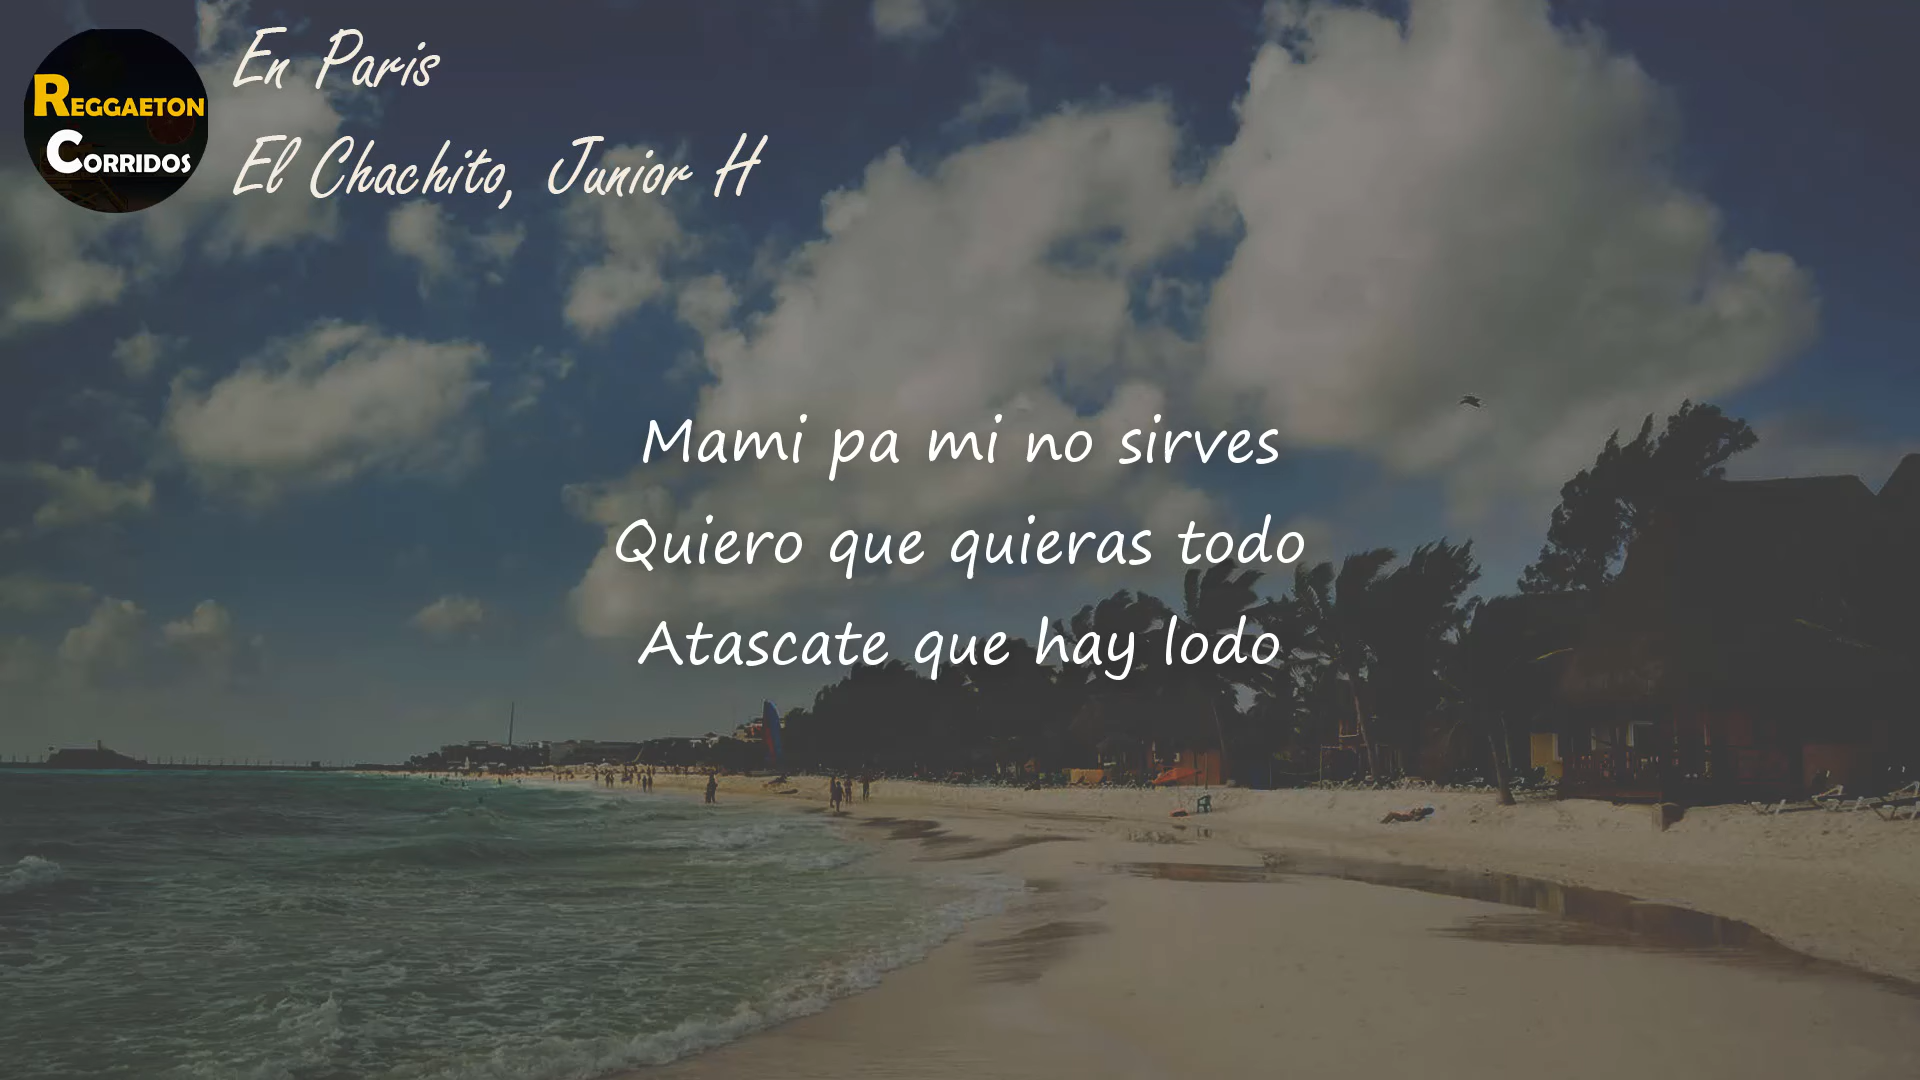 REGGAETON
CORRIDOS
En Paris
El Chachito, Junior H
Mami pa mi no sirves
Quiero que quieras todo
Atascate que hay lodo